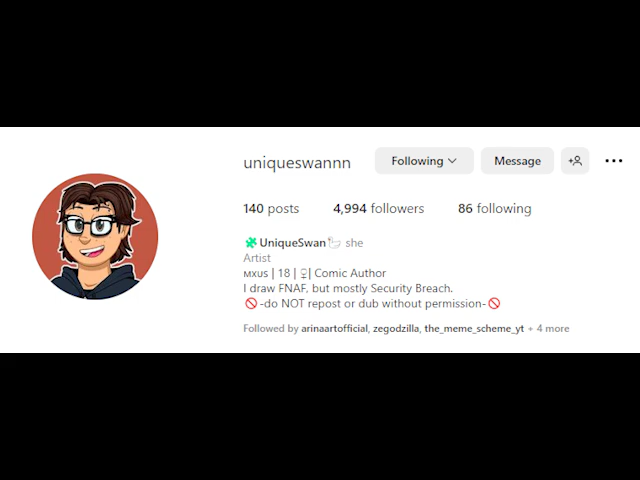 uniqueswannn Following Message
140 posts 4,994 followers 86 following
🧩UniqueSwan🦢 she
Artist
ᴍxᴜs | 18 | ♀| Comic Author
I draw FNAF, but mostly Security Breach.
🚫-do NOT repost or dub without permission-🚫
Followed by arinaartofficial, zegodzilla, the_meme_scheme_yt + 4 more